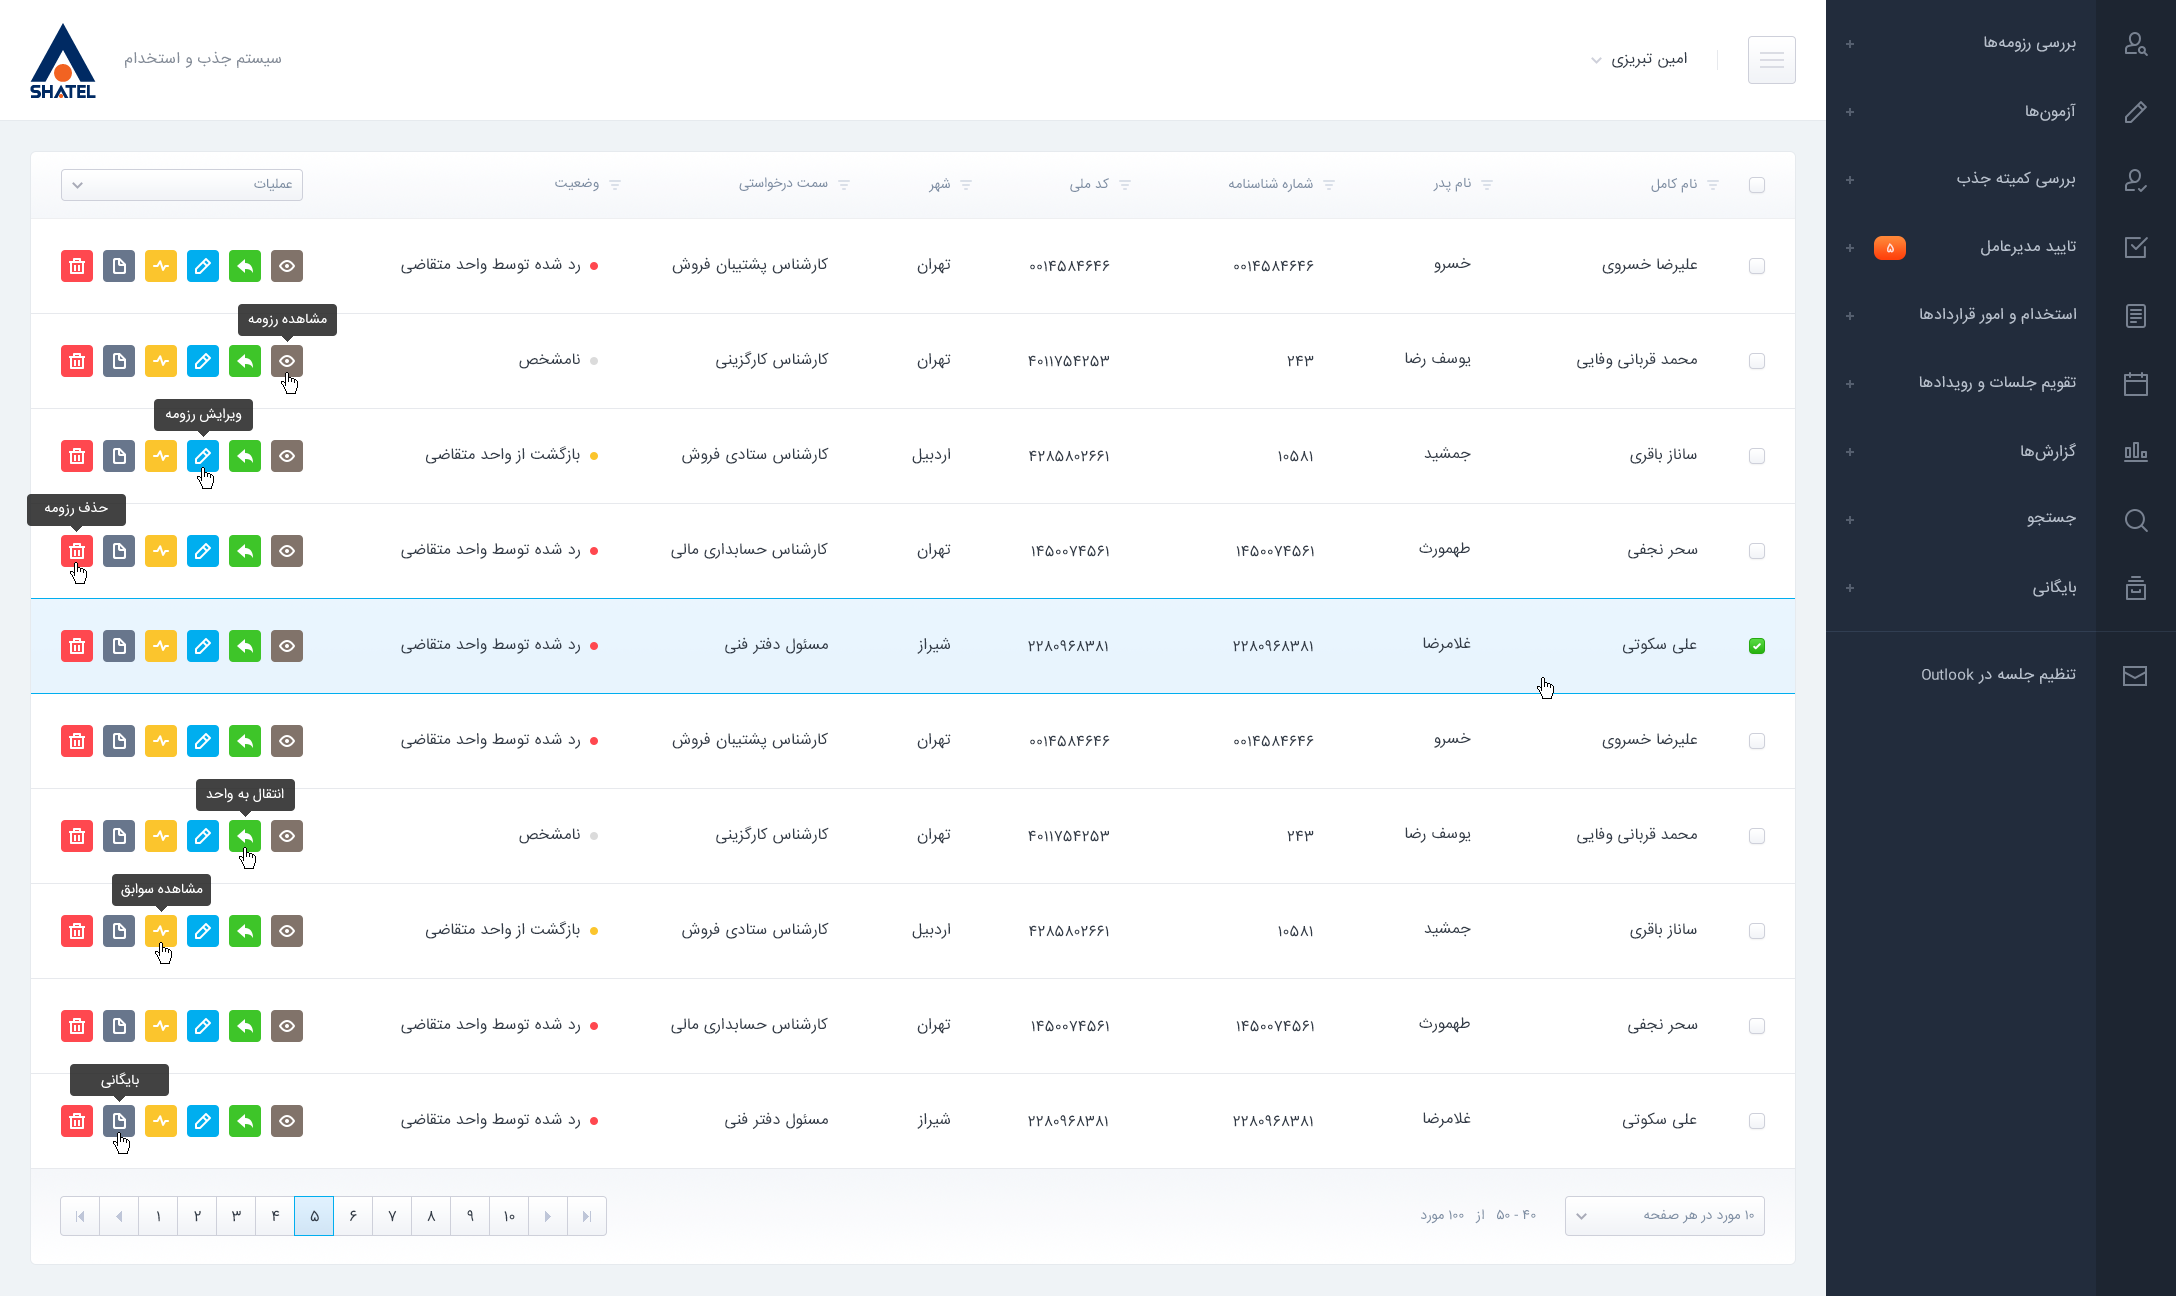 بررسی رزومه‌ها
آزمون‌ها
بررسی کمیته جذب
تایید مدیرعامل ۵
استخدام و امور قراردادها
تقویم جلسات و رویدادها
گزارش‌ها
جستجو
بایگانی
تنظیم جلسه در Outlook
امین تبریزی
سیستم جذب و استخدام
SHATEL
نام کامل نام پدر شماره شناسنامه کد ملی شهر سمت درخواستی وضعیت عملیات
علیرضا خسروی خسرو ۰۰۱۴۵۸۴۶۴۶ ۰۰۱۴۵۸۴۶۴۶ تهران کارشناس پشتیبان فروش رد شده توسط واحد متقاضی
مشاهده رزومه
محمد قربانی وفایی یوسف رضا ۲۴۳ ۴۰۱۱۷۵۴۲۵۳ تهران کارشناس کارگزینی نامشخص
ویرایش رزومه
ساناز باقری جمشید ۱۰۵۸۱ ۴۲۸۵۸۰۲۶۶۱ اردبیل کارشناس ستادی فروش بازگشت از واحد متقاضی
حذف رزومه
سحر نجفی طهمورث ۱۴۵۰۰۷۴۵۶۱ ۱۴۵۰۰۷۴۵۶۱ تهران کارشناس حسابداری مالی رد شده توسط واحد متقاضی
علی سکوتی غلامرضا ۲۲۸۰۹۶۸۳۸۱ ۲۲۸۰۹۶۸۳۸۱ شیراز مسئول دفتر فنی رد شده توسط واحد متقاضی
علیرضا خسروی خسرو ۰۰۱۴۵۸۴۶۴۶ ۰۰۱۴۵۸۴۶۴۶ تهران کارشناس پشتیبان فروش رد شده توسط واحد متقاضی
انتقال به واحد
محمد قربانی وفایی یوسف رضا ۲۴۳ ۴۰۱۱۷۵۴۲۵۳ تهران کارشناس کارگزینی نامشخص
مشاهده سوابق
ساناز باقری جمشید ۱۰۵۸۱ ۴۲۸۵۸۰۲۶۶۱ اردبیل کارشناس ستادی فروش بازگشت از واحد متقاضی
سحر نجفی طهمورث ۱۴۵۰۰۷۴۵۶۱ ۱۴۵۰۰۷۴۵۶۱ تهران کارشناس حسابداری مالی رد شده توسط واحد متقاضی
بایگانی
علی سکوتی غلامرضا ۲۲۸۰۹۶۸۳۸۱ ۲۲۸۰۹۶۸۳۸۱ شیراز مسئول دفتر فنی رد شده توسط واحد متقاضی
۱۰ مورد در هر صفحه ۴۰ - ۵۰ از ۱۰۰ مورد
۱ ۲ ۳ ۴ ۵ ۶ ۷ ۸ ۹ ۱۰